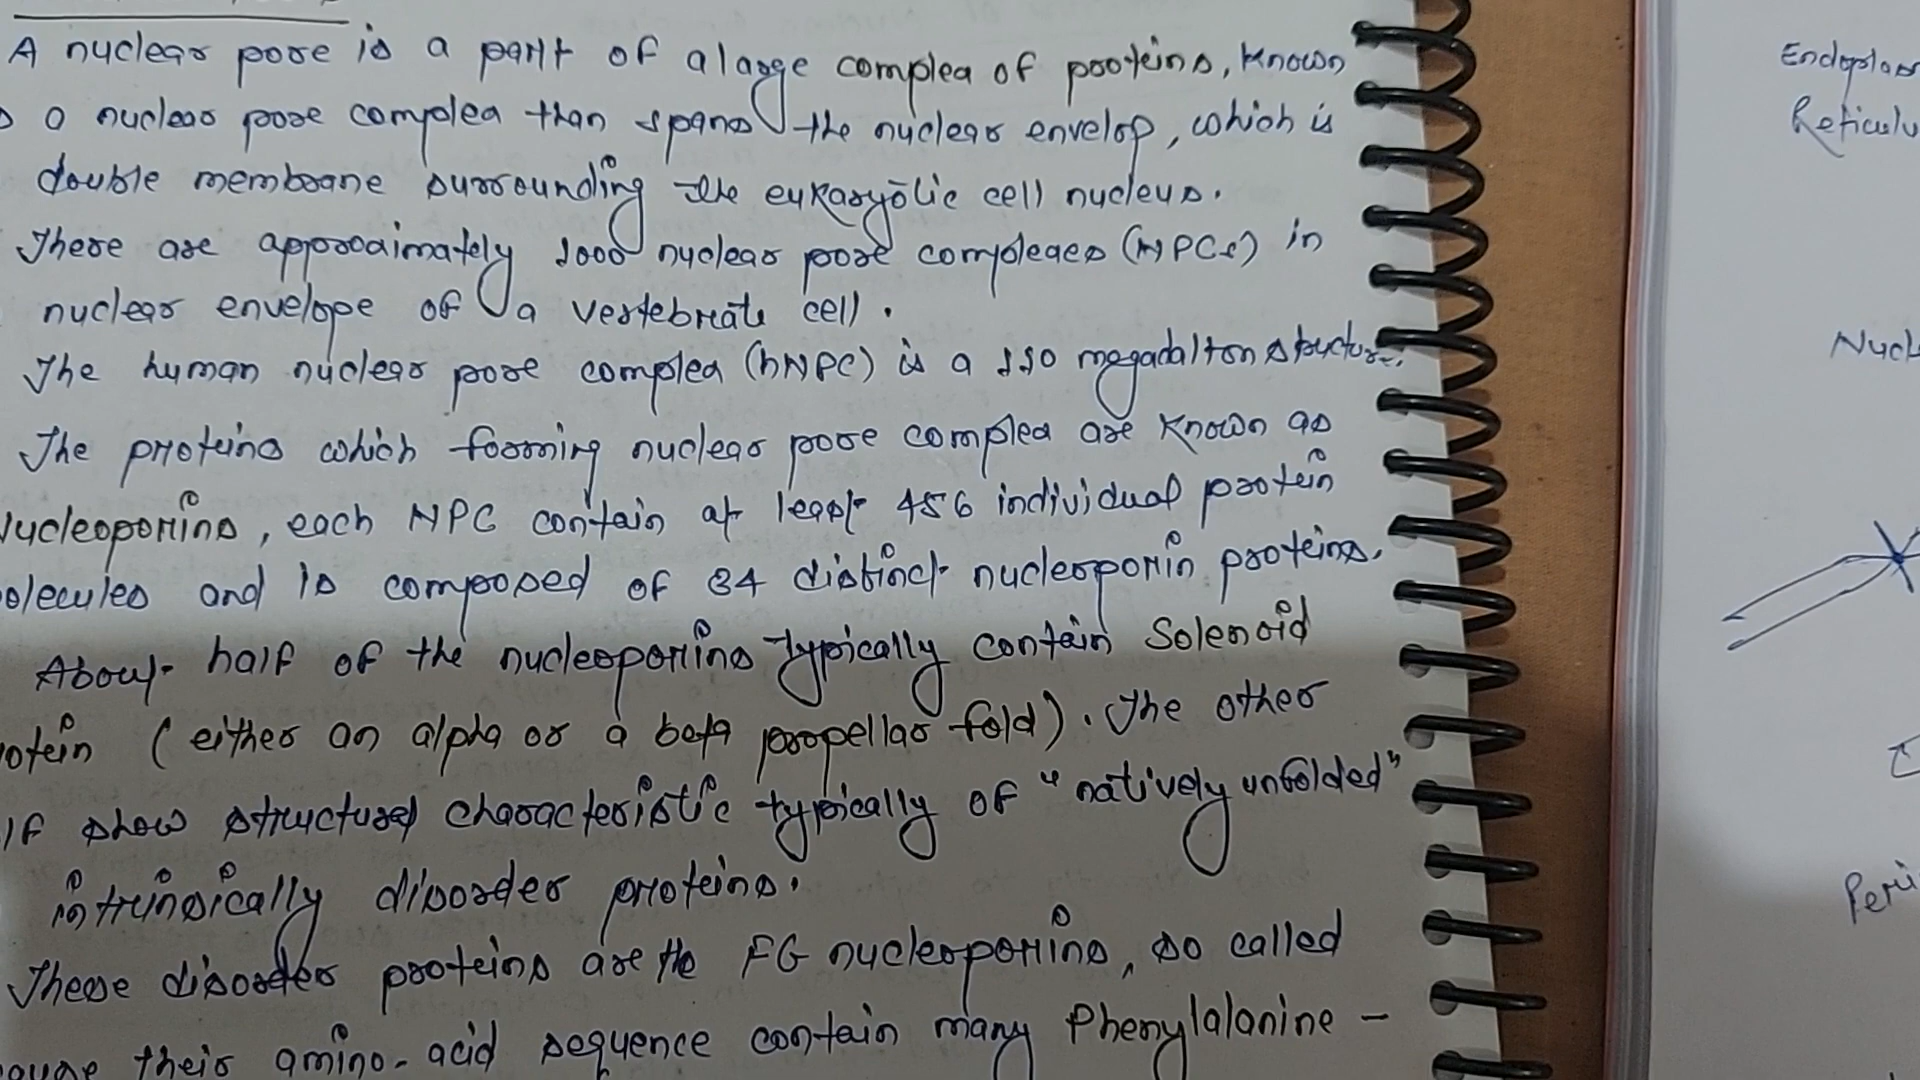 A nuclear pore is a part of a large complex of proteins, known
a nuclear pore complex than spans the nuclear envelop, which is
double membrane surrounding the eukaryotic cell nucleus.
There are approximately 1000 nuclear pore complexes (NPCs) in
nuclear envelope of a vertebrate cell.
The human nuclear pore complex (hNPC) is a 110 megadalton structure.
The proteins which forming nuclear pore complex are known as
Nucleoporins, each NPC contain at least 456 individual protein
olecules and is composed of 34 distinct nucleoporin proteins.
About half of the nucleoporins typically contain Solenoid
otein (either an alpha or a beta propellar fold). The other
lf show structural characteristic typically of "natively unfolded"
intrinsically disorder proteins.
These disorder proteins are the FG nucleoporins, so called
ause their amino-acid sequence contain many Phenylalanine -
Endoplas
Reticulu
Nucl
Peri